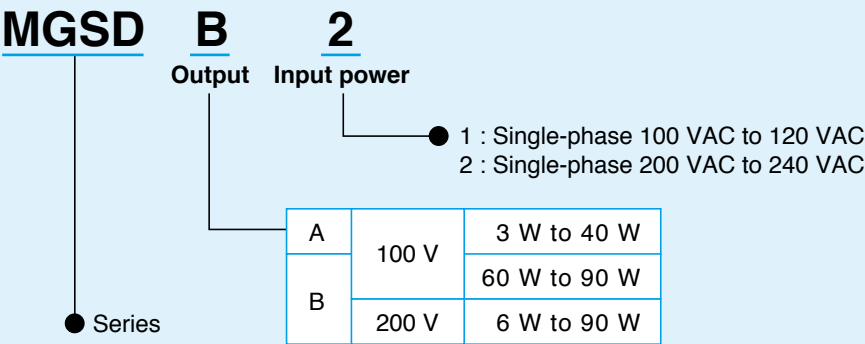 MGSD B 2
Output Input power
1 : Single-phase 100 VAC to 120 VAC
2 : Single-phase 200 VAC to 240 VAC
A 100 V 3 W to 40 W
B 60 W to 90 W
200 V 6 W to 90 W
Series